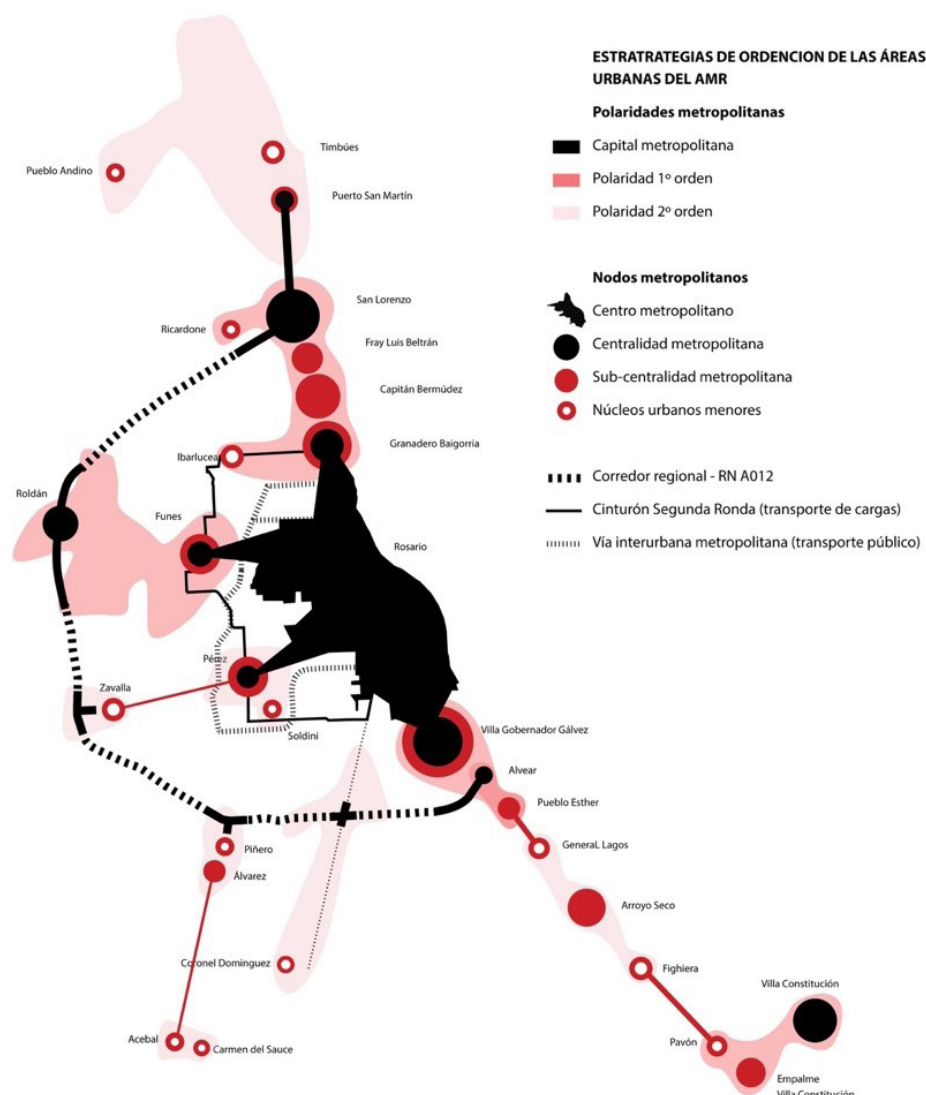 ESTRATRATEGIAS DE ORDENCION DE LAS ÁREAS
URBANAS DEL AMR
Polaridades metropolitanas
Capital metropolitana
Polaridad 1º orden
Polaridad 2º orden
Nodos metropolitanos
Centro metropolitano
Centralidad metropolitana
Sub-centralidad metropolitana
Núcleos urbanos menores
Corredor regional - RN A012
Cinturón Segunda Ronda (transporte de cargas)
Vía interurbana metropolitana (transporte público)
Timbúes
Pueblo Andino
Puerto San Martín
San Lorenzo
Ricardone
Fray Luis Beltrán
Capitán Bermúdez
Granadero Baigorria
Ibarlucea
Roldán
Funes
Rosario
Pérez
Zavalla
Soldini
Villa Gobernador Gálvez
Alvear
Pueblo Esther
GeneraL Lagos
Piñero
Álvarez
Arroyo Seco
Coronel Dominguez
Fighiera
Villa Constitución
Acebal
Carmen del Sauce
Pavón
Empalme
Villa Constitución